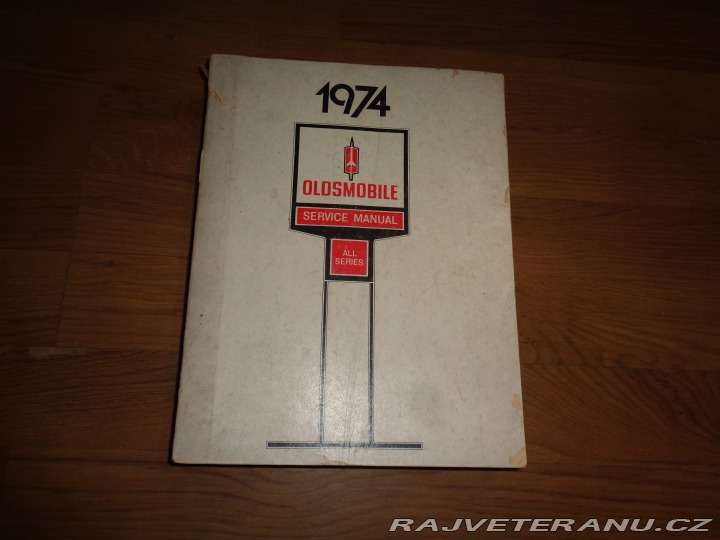 1974
OLDSMOBILE
SERVICE MANUAL
ALL
SERIES
RAJVETERANU.CZ